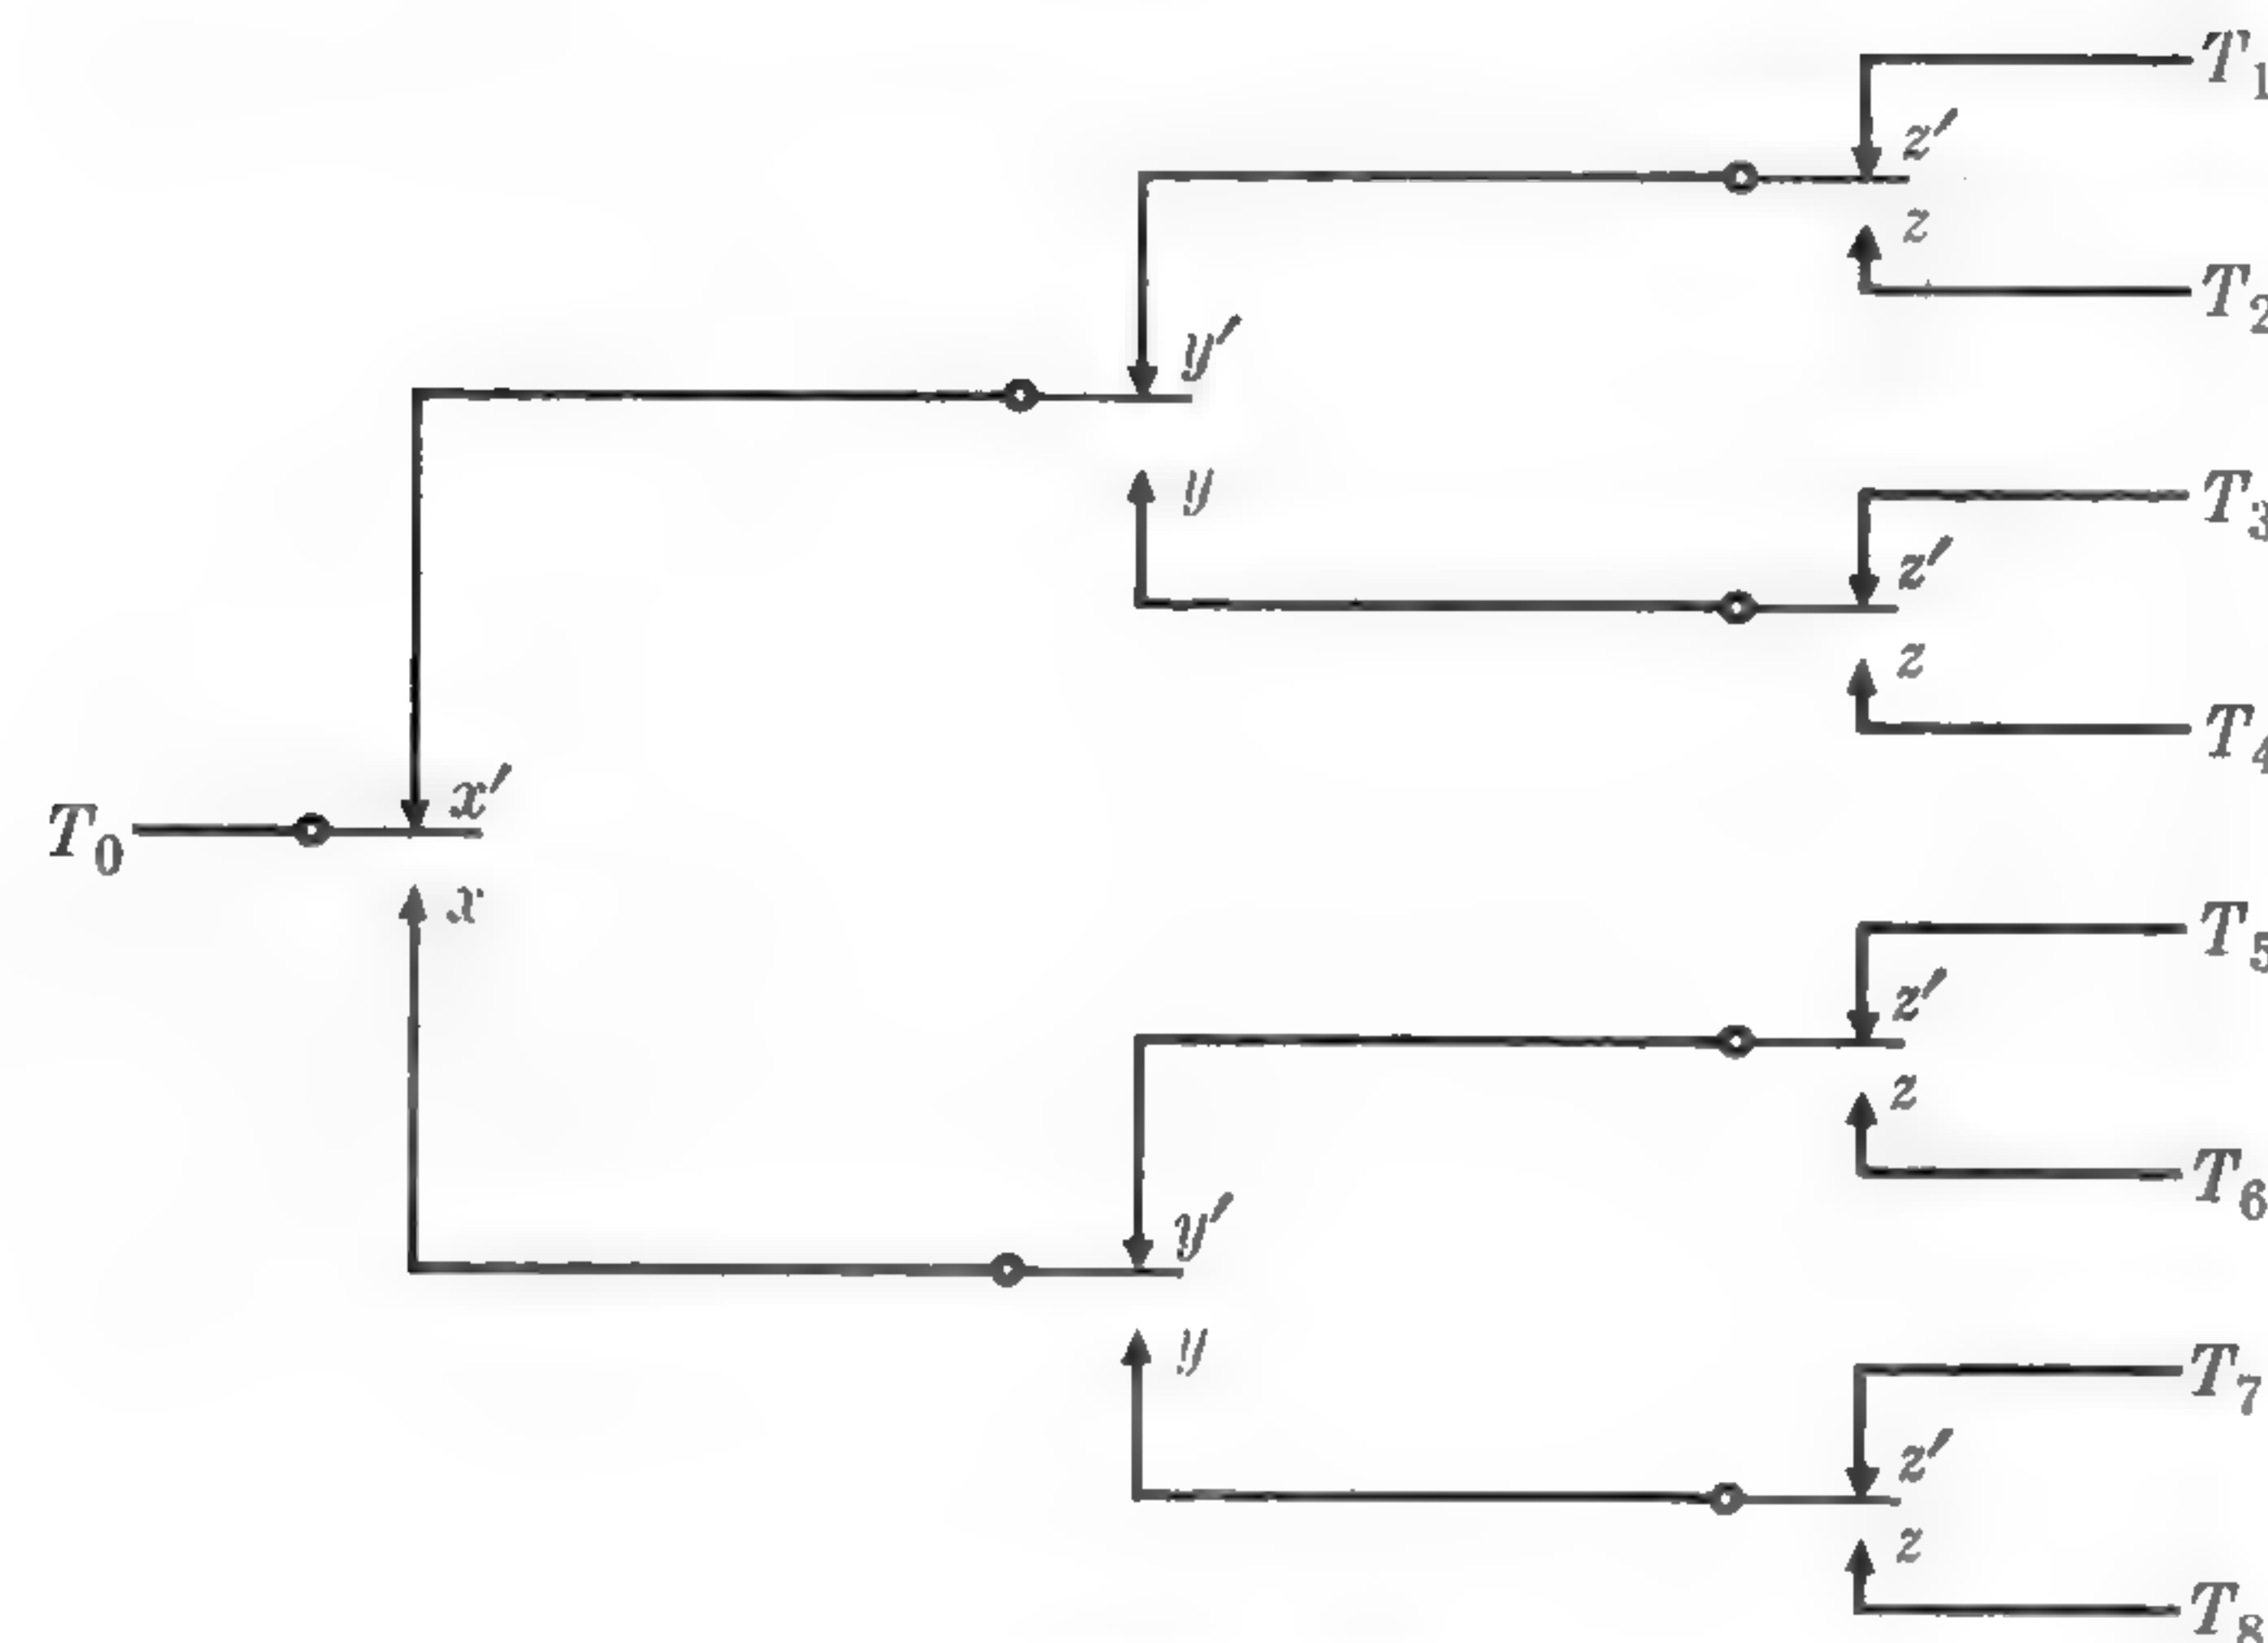 T₁
z′
z
T₂
y′
y
T₃
z′
z
T₄
x′
T₀
x
T₅
z′
z
T₆
y′
y
T₇
z′
z
T₈